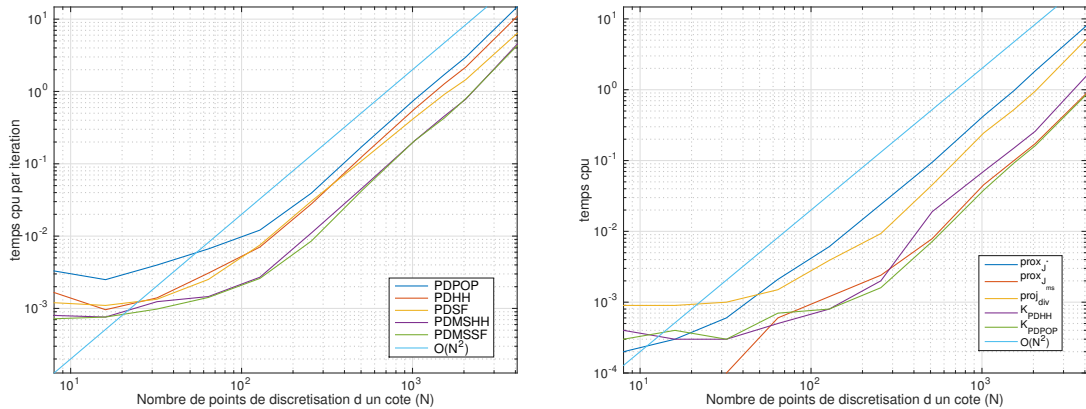 temps cpu par iteration
10^1
10^0
10^-1
10^-2
10^-3
10^1
10^2
10^3
Nombre de points de discretisation d un cote (N)
PDPOP
PDHH
PDSF
PDMSHH
PDMSSF
O(N^2)
temps cpu
10^1
10^0
10^-1
10^-2
10^-3
10^-4
10^1
10^2
10^3
Nombre de points de discretisation d un cote (N)
prox_J^*
prox_J_ms
proj_div
K_PDHH
K_PDPOP
O(N^2)